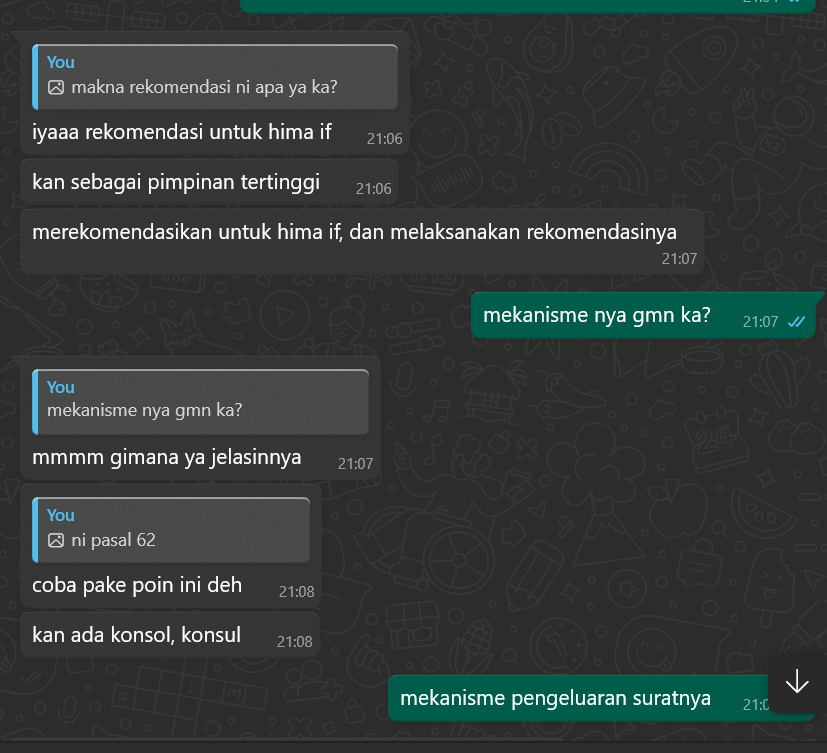 You
makna rekomendasi ni apa ya ka?
iyaaa rekomendasi untuk hima if
21:06
kan sebagai pimpinan tertinggi
21:06
merekomendasikan untuk hima if, dan melaksanakan rekomendasinya
21:07
mekanisme nya gmn ka?
21:07
You
mekanisme nya gmn ka?
mmmm gimana ya jelasinnya
21:07
You
ni pasal 62
coba pake poin ini deh
21:08
kan ada konsol, konsul
21:08
mekanisme pengeluaran suratnya